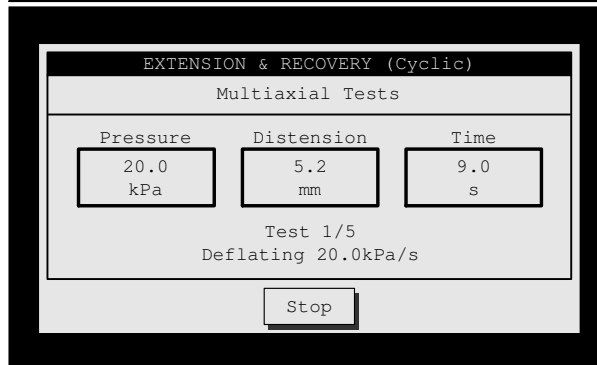 EXTENSION & RECOVERY (Cyclic)
Multiaxial Tests
Pressure Distension Time
20.0 5.2 9.0
kPa mm s
Test 1/5
Deflating 20.0kPa/s
Stop